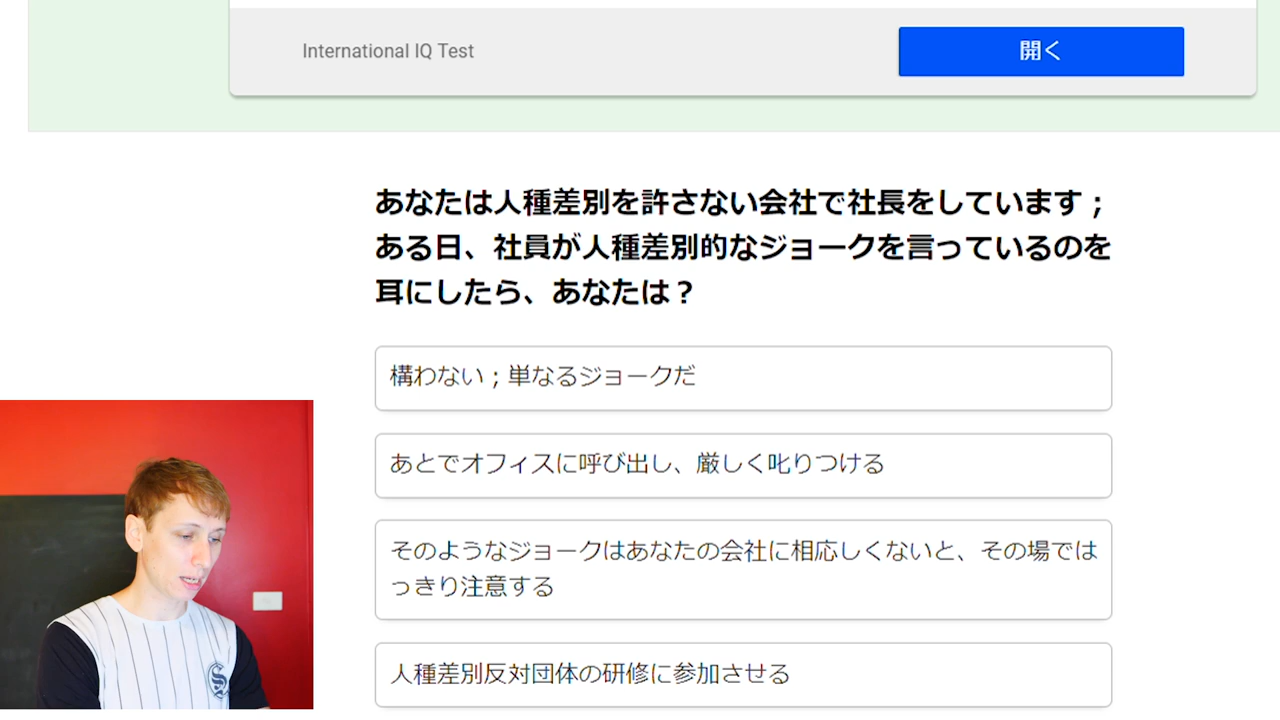 International IQ Test
開く
あなたは人種差別を許さない会社で社長をしています；
ある日、社員が人種差別的なジョークを言っているのを
耳にしたら、あなたは？
構わない；単なるジョークだ
あとでオフィスに呼び出し、厳しく叱りつける
そのようなジョークはあなたの会社に相応しくないと、その場では
っきり注意する
人種差別反対団体の研修に参加させる